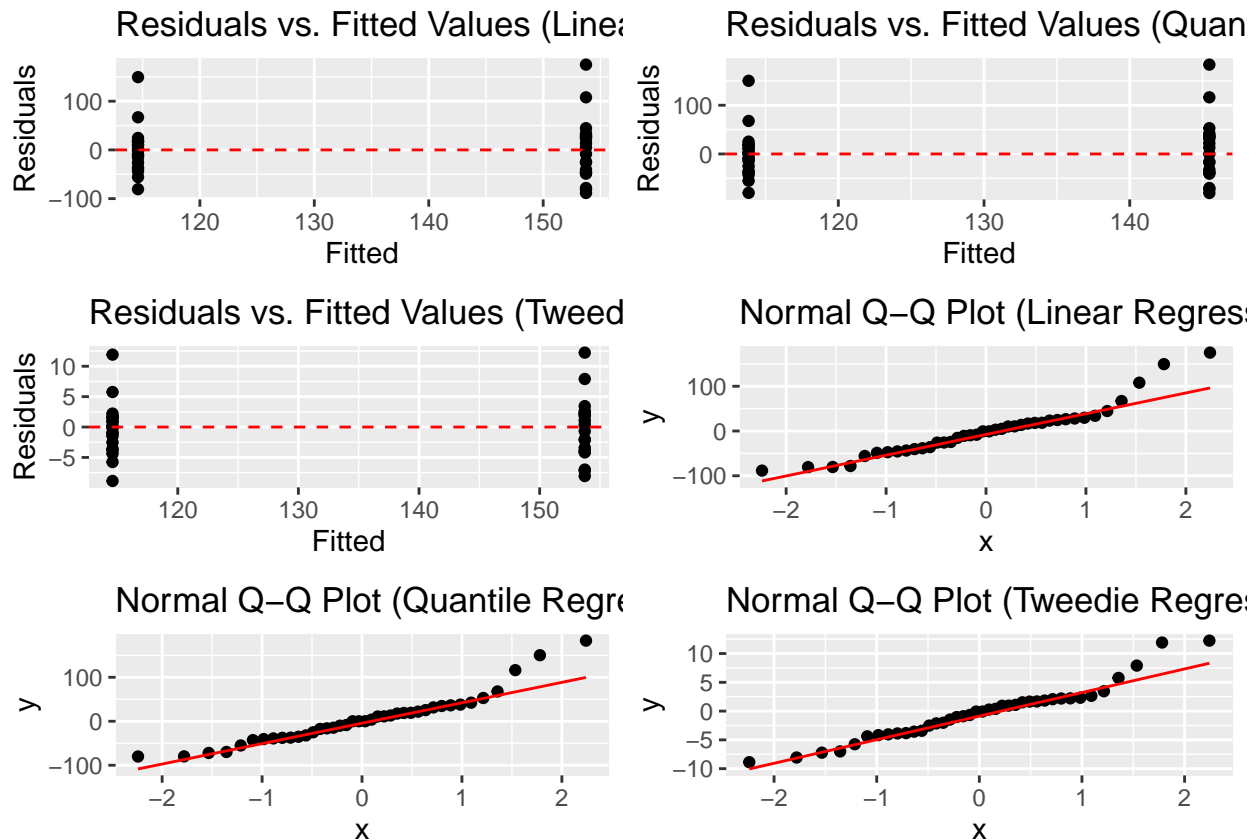 Residuals vs. Fitted Values (Linea
Residuals
100
0
−100
120
130
140
150
Fitted
Residuals vs. Fitted Values (Quan
Residuals
100
0
120
130
140
Fitted
Residuals vs. Fitted Values (Tweed
Residuals
10
5
0
−5
120
130
140
150
Fitted
Normal Q−Q Plot (Linear Regress
y
100
0
−100
−2
−1
0
1
2
x
Normal Q−Q Plot (Quantile Regre
y
100
0
−100
−2
−1
0
1
2
x
Normal Q−Q Plot (Tweedie Regres
y
10
5
0
−5
−10
−2
−1
0
1
2
x